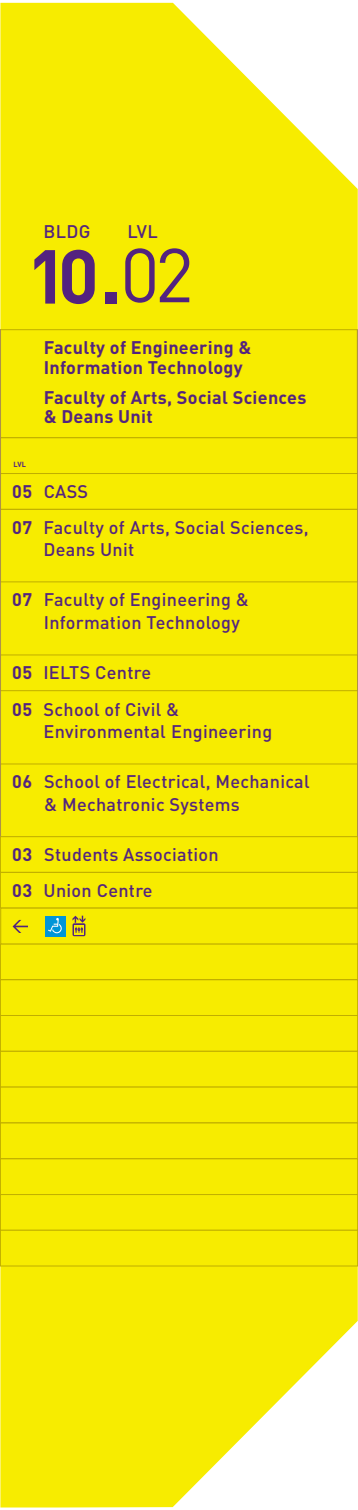 BLDG LVL
10.02
Faculty of Engineering &
Information Technology
Faculty of Arts, Social Sciences
& Deans Unit
LVL
05 CASS
07 Faculty of Arts, Social Sciences,
Deans Unit
07 Faculty of Engineering &
Information Technology
05 IELTS Centre
05 School of Civil &
Environmental Engineering
06 School of Electrical, Mechanical
& Mechatronic Systems
03 Students Association
03 Union Centre